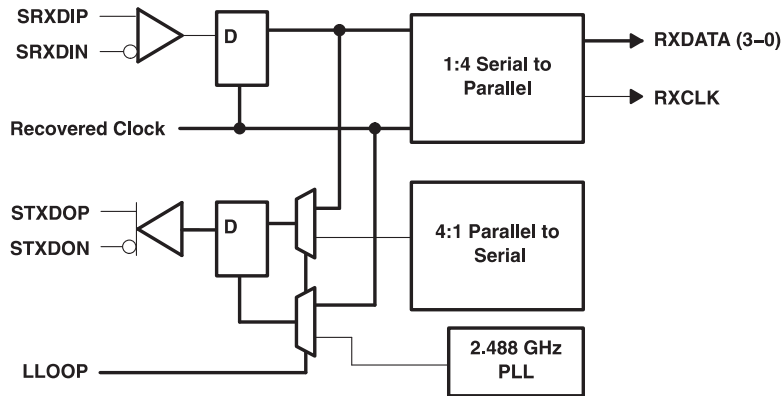 SRXDIP
SRXDIN
D
1:4 Serial to
Parallel
RXDATA (3–0)
RXCLK
Recovered Clock
STXDOP
STXDON
D
4:1 Parallel to
Serial
2.488 GHz
PLL
LLOOP